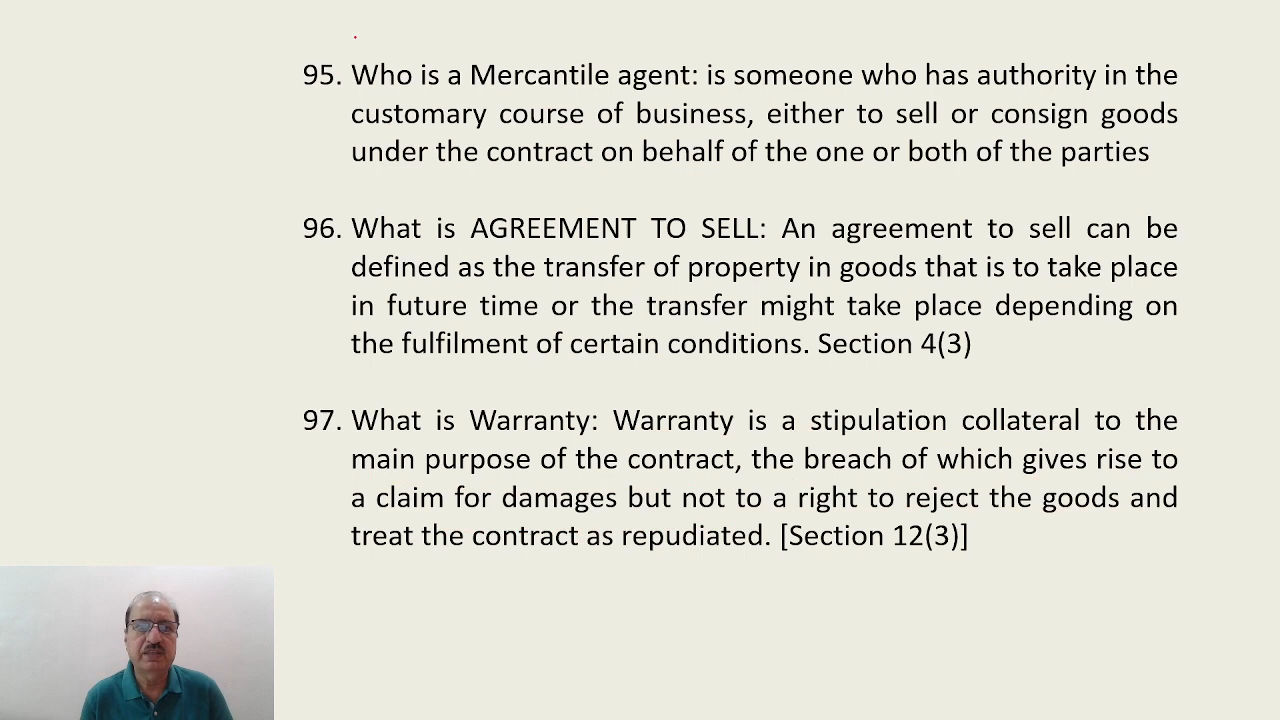 95. Who is a Mercantile agent: is someone who has authority in the
customary course of business, either to sell or consign goods
under the contract on behalf of the one or both of the parties
96. What is AGREEMENT TO SELL: An agreement to sell can be
defined as the transfer of property in goods that is to take place
in future time or the transfer might take place depending on
the fulfilment of certain conditions. Section 4(3)
97. What is Warranty: Warranty is a stipulation collateral to the
main purpose of the contract, the breach of which gives rise to
a claim for damages but not to a right to reject the goods and
treat the contract as repudiated. [Section 12(3)]